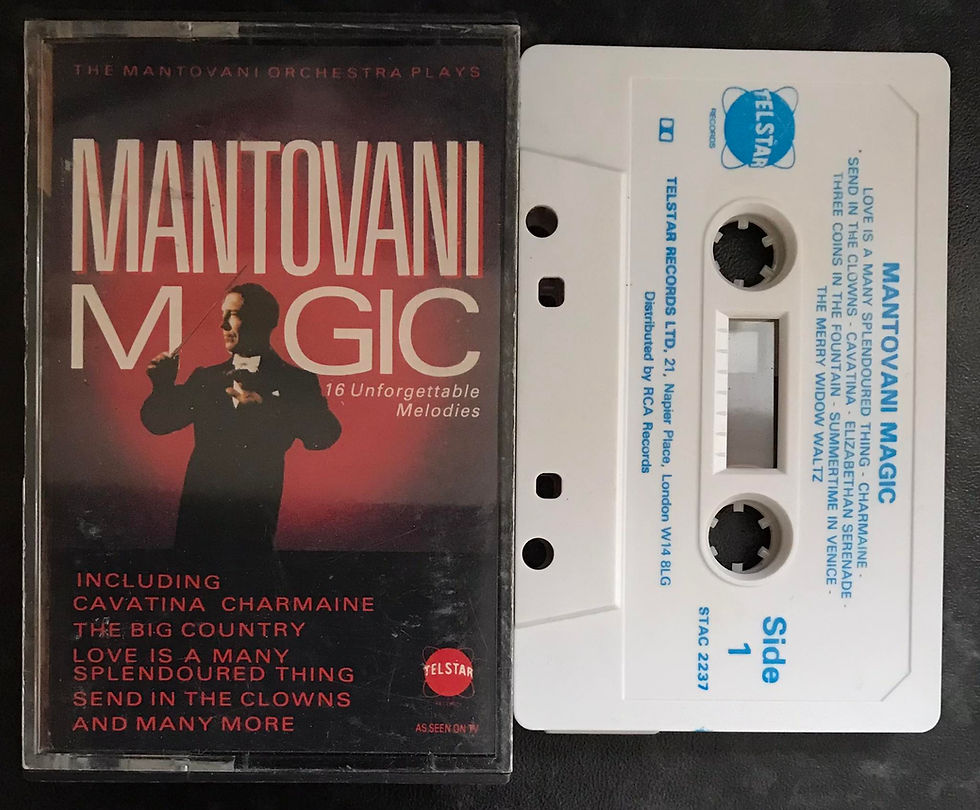 THE MANTOVANI ORCHESTRA PLAYS
MANTOVANI
MAGIC
16 Unforgettable
Melodies
INCLUDING
CAVATINA CHARMAINE
THE BIG COUNTRY
LOVE IS A MANY
SPLENDOURED THING
SEND IN THE CLOWNS
AND MANY MORE
TELSTAR
AS SEEN ON TV
MANTOVANI MAGIC
LOVE IS A MANY SPLENDOURED THING - CHARMAINE -
SEND IN THE CLOWNS - CAVATINA - ELIZABETHAN SERENADE -
THREE COINS IN THE FOUNTAIN - SUMMERTIME IN VENICE -
THE MERRY WIDOW WALTZ
TELSTAR
RECORDS
Side
1
STAC 2237
TELSTAR RECORDS LTD, 21, Napier Place, London W14 8LG
Distributed by RCA Records